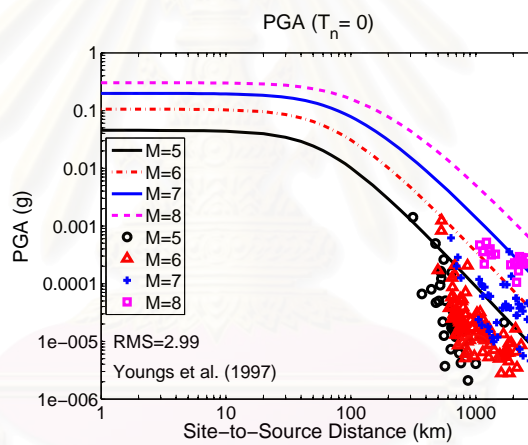 PGA (Tn= 0)
1
0.1
0.01
0.001
0.0001
1e−005
1e−006
PGA (g)
M=5
M=6
M=7
M=8
M=5
M=6
M=7
M=8
RMS=2.99
Youngs et al. (1997)
1
10
100
1000
Site−to−Source Distance (km)